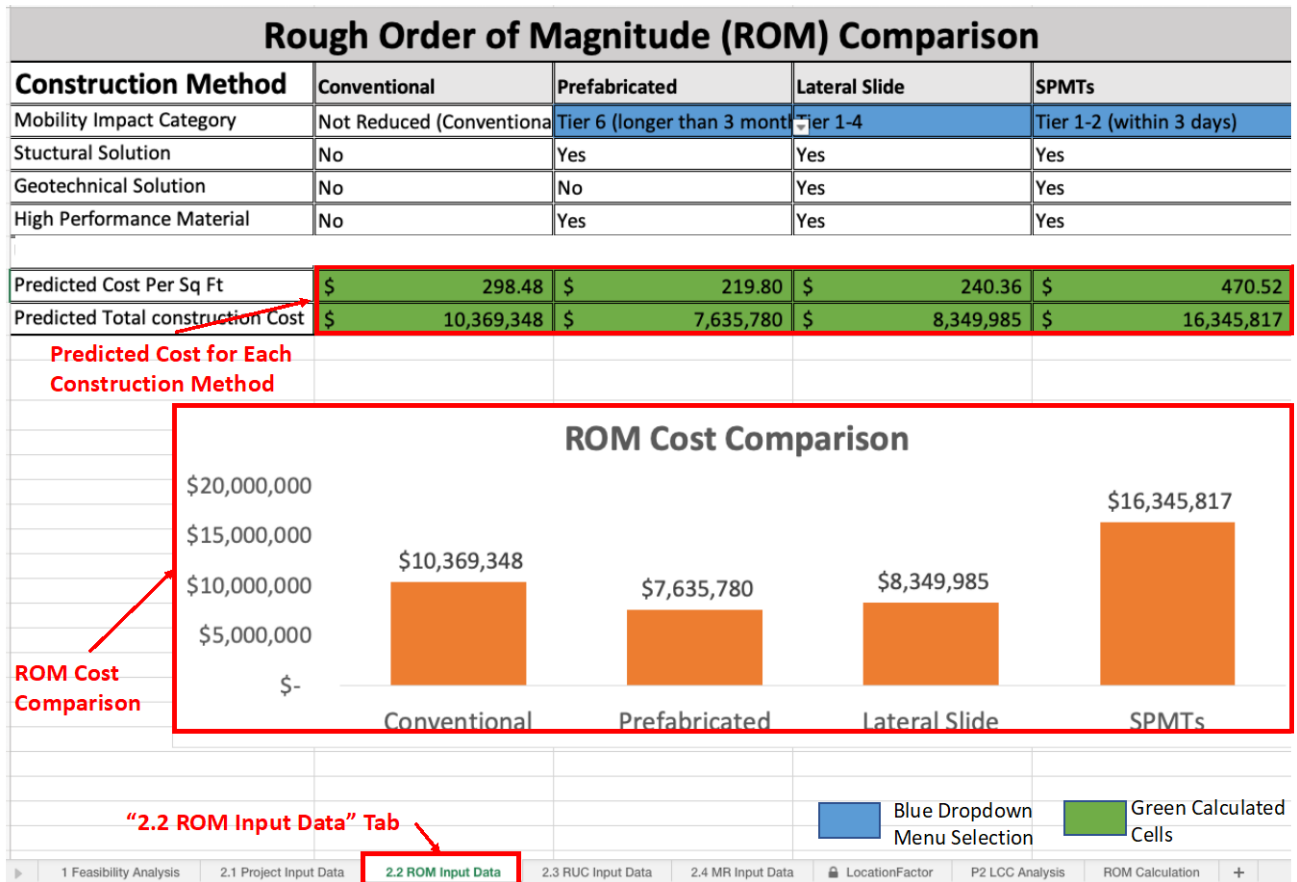 Rough Order of Magnitude (ROM) Comparison
Construction Method Conventional Prefabricated Lateral Slide SPMTs
Mobility Impact Category Not Reduced (Conventiona Tier 6 (longer than 3 mont Tier 1-4 Tier 1-2 (within 3 days)
Stuctural Solution No Yes Yes Yes
Geotechnical Solution No No Yes Yes
High Performance Material No Yes Yes Yes
Predicted Cost Per Sq Ft $ 298.48 $ 219.80 $ 240.36 $ 470.52
Predicted Total construction Cost $ 10,369,348 $ 7,635,780 $ 8,349,985 $ 16,345,817
Predicted Cost for Each
Construction Method
ROM Cost Comparison
$20,000,000
$15,000,000
$10,000,000
$5,000,000
$-
$10,369,348
$7,635,780
$8,349,985
$16,345,817
Conventional Prefabricated Lateral Slide SPMTs
ROM Cost
Comparison
“2.2 ROM Input Data” Tab
Blue Dropdown
Menu Selection
Green Calculated
Cells
1 Feasibility Analysis 2.1 Project Input Data 2.2 ROM Input Data 2.3 RUC Input Data 2.4 MR Input Data LocationFactor P2 LCC Analysis ROM Calculation +